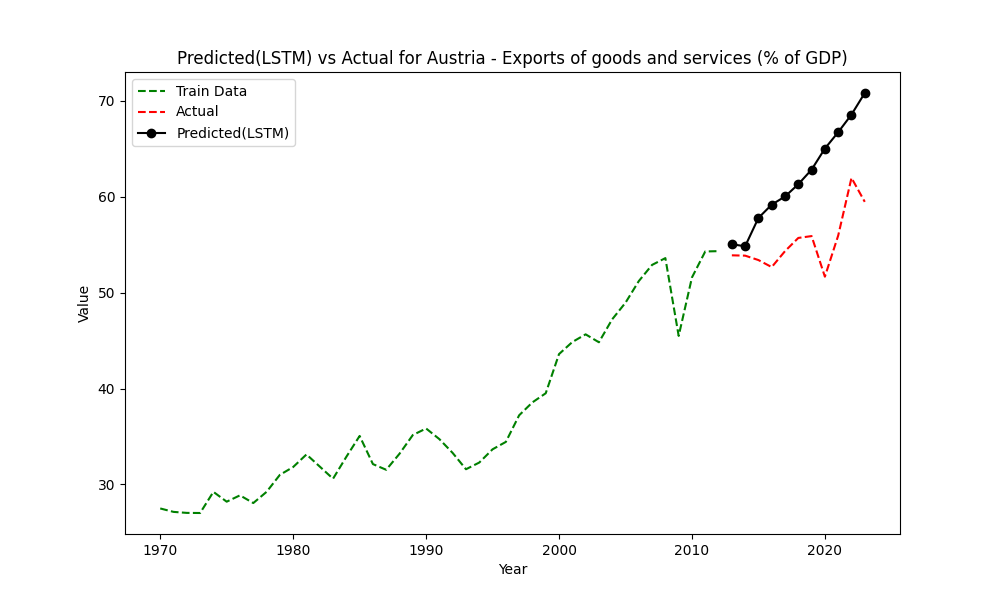 Predicted(LSTM) vs Actual for Austria - Exports of goods and services (% of GDP)
Train Data
Actual
Predicted(LSTM)
Value
70
60
50
40
30
1970 1980 1990 2000 2010 2020
Year